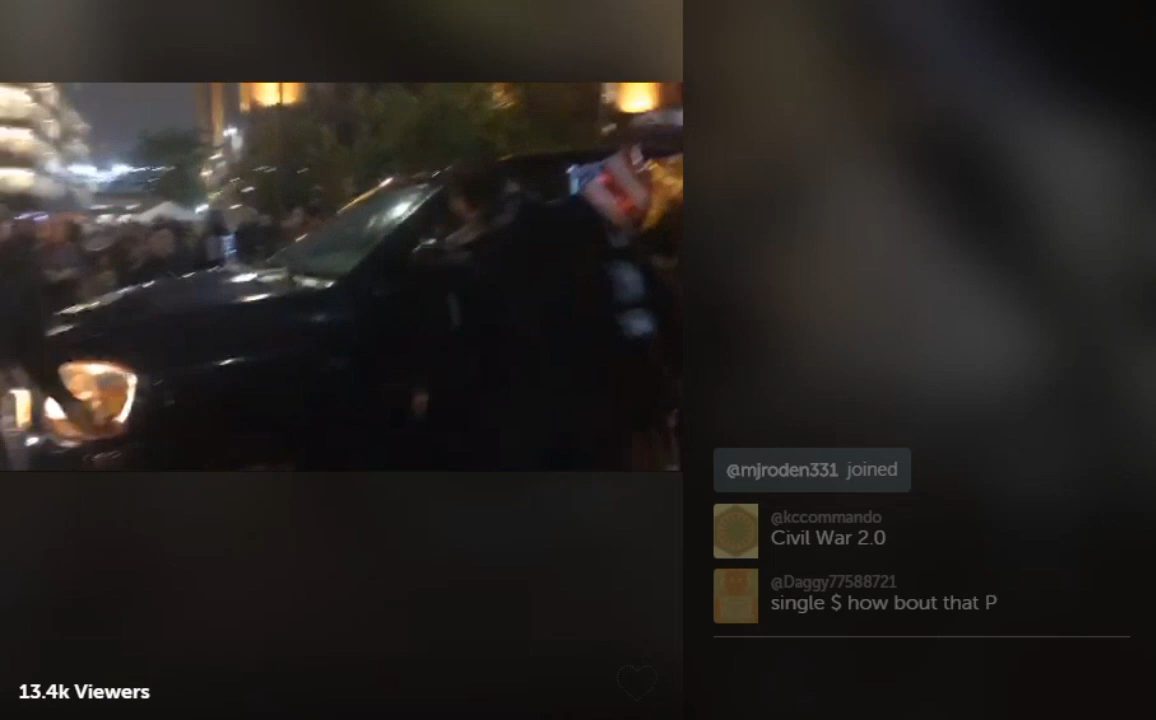 @mjroden331 joined
@kccommando
Civil War 2.0
@Daggy77588721
single $ how bout that P
13.4k Viewers